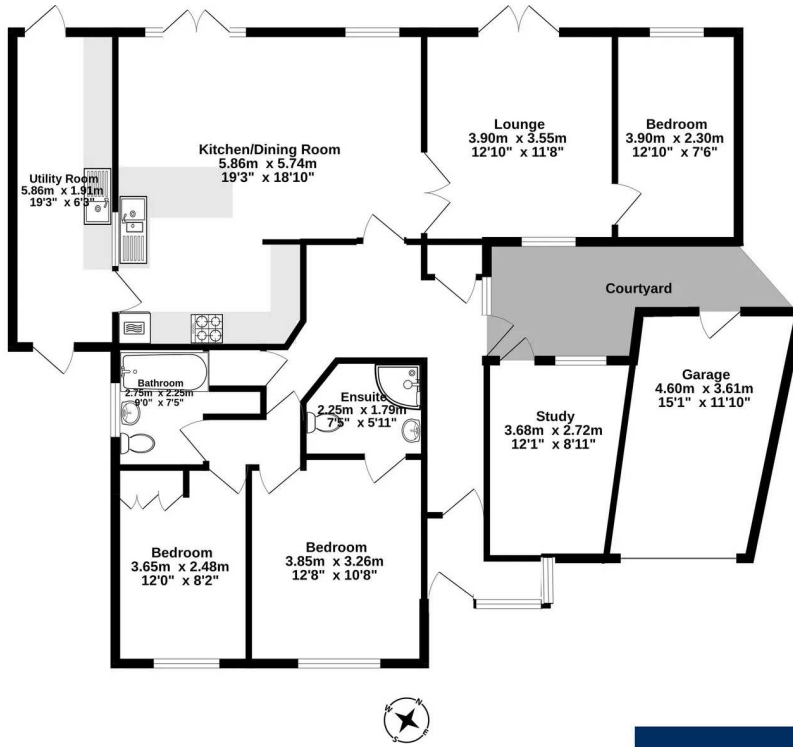 Kitchen/Dining Room
5.86m x 5.74m
19'3" x 18'10"
Lounge
3.90m x 3.55m
12'10" x 11'8"
Bedroom
3.90m x 2.30m
12'10" x 7'6"
Utility Room
5.86m x 1.91m
19'3" x 6'3"
Courtyard
Bathroom
2.75m x 2.25m
9'0" x 7'5"
Ensuite
2.25m x 1.79m
7'5" x 5'11"
Study
3.68m x 2.72m
12'1" x 8'11"
Garage
4.60m x 3.61m
15'1" x 11'10"
Bedroom
3.65m x 2.48m
12'0" x 8'2"
Bedroom
3.85m x 3.26m
12'8" x 10'8"
N
W
E
S